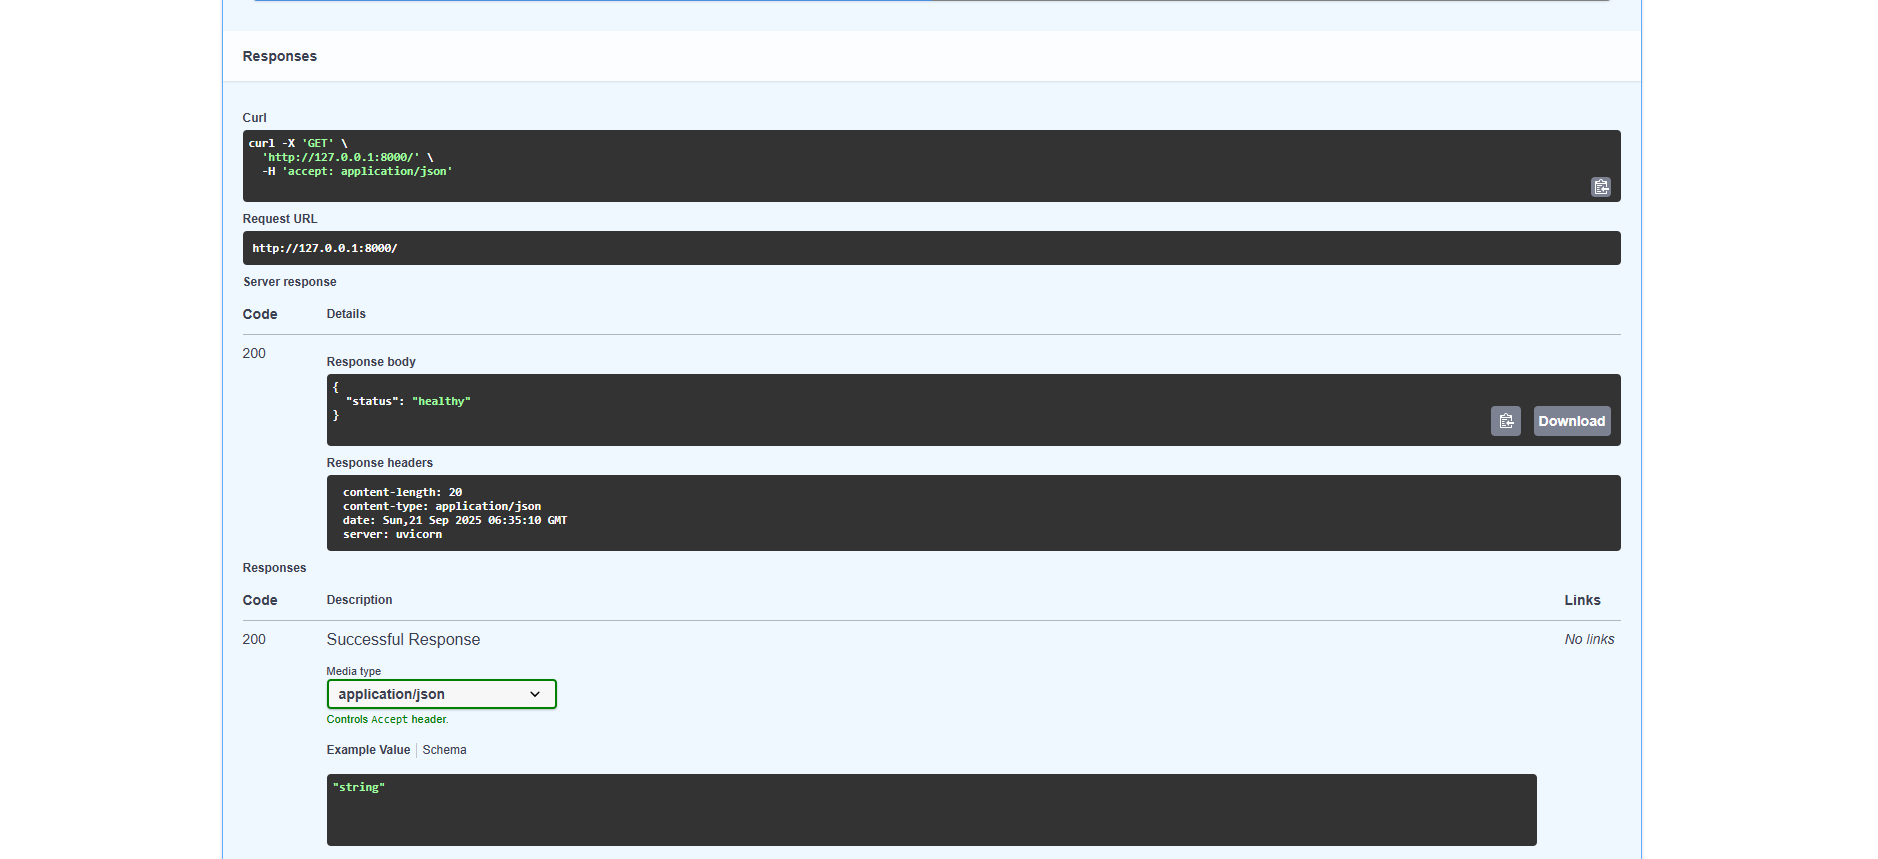 Responses
Curl
curl -X 'GET' \
'http://127.0.0.1:8000/' \
-H 'accept: application/json'
Request URL
http://127.0.0.1:8000/
Server response
Code Details
200
Response body
{
"status": "healthy"
}
Download
Response headers
content-length: 20
content-type: application/json
date: Sun,21 Sep 2025 06:35:10 GMT
server: uvicorn
Responses
Code Description Links
200 Successful Response No links
Media type
application/json
Controls Accept header.
Example Value Schema
"string"